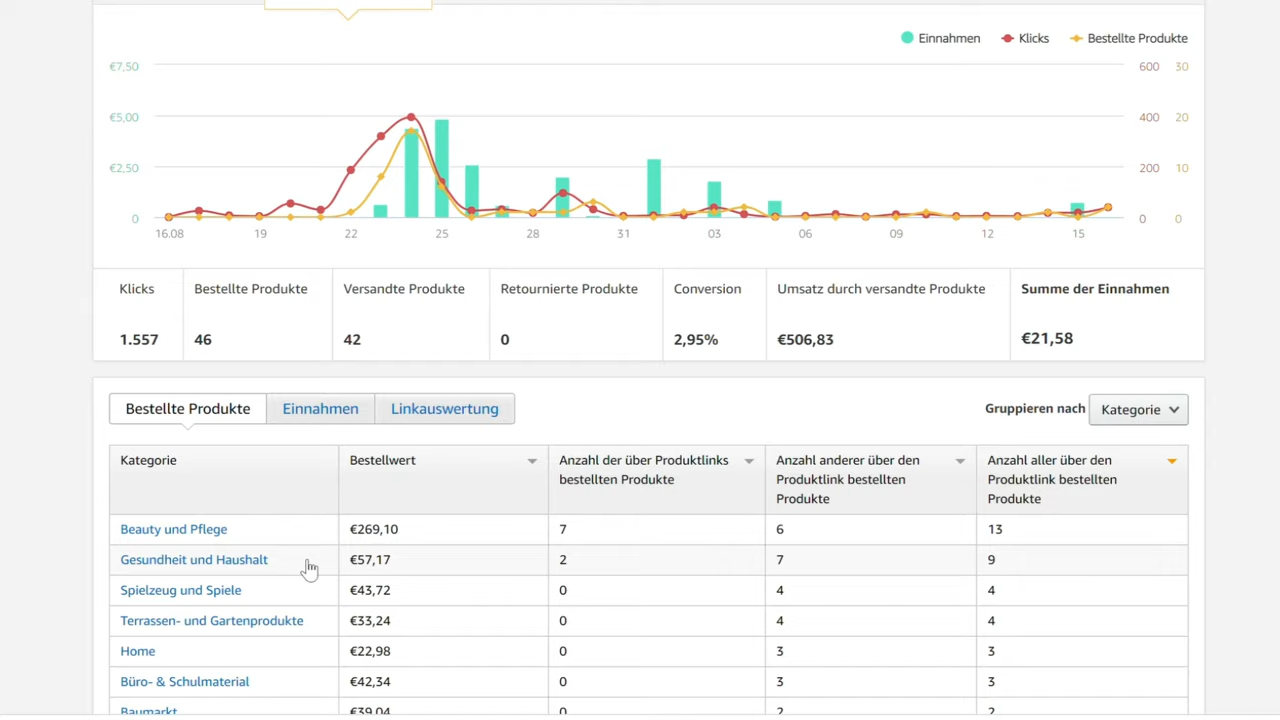 Einnahmen Klicks Bestellte Produkte
€7,50 600 30
€5,00 400 20
€2,50 200 10
0 0 0
16.08 19 22 25 28 31 03 06 09 12 15
Klicks Bestellte Produkte Versandte Produkte Retournierte Produkte Conversion Umsatz durch versandte Produkte Summe der Einnahmen
1.557 46 42 0 2,95% €506,83 €21,58
Bestellte Produkte Einnahmen Linkauswertung Gruppieren nach Kategorie
Kategorie Bestellwert Anzahl der über Produktlinks Anzahl anderer über den Anzahl aller über den
bestellten Produkte Produktlink bestellten Produktlink bestellten
Produkte Produkte
Beauty und Pflege €269,10 7 6 13
Gesundheit und Haushalt €57,17 2 7 9
Spielzeug und Spiele €43,72 0 4 4
Terrassen- und Gartenprodukte €33,24 0 4 4
Home €22,98 0 3 3
Büro- & Schulmaterial €42,34 0 3 3
Baumarkt €39,04 0 2 2